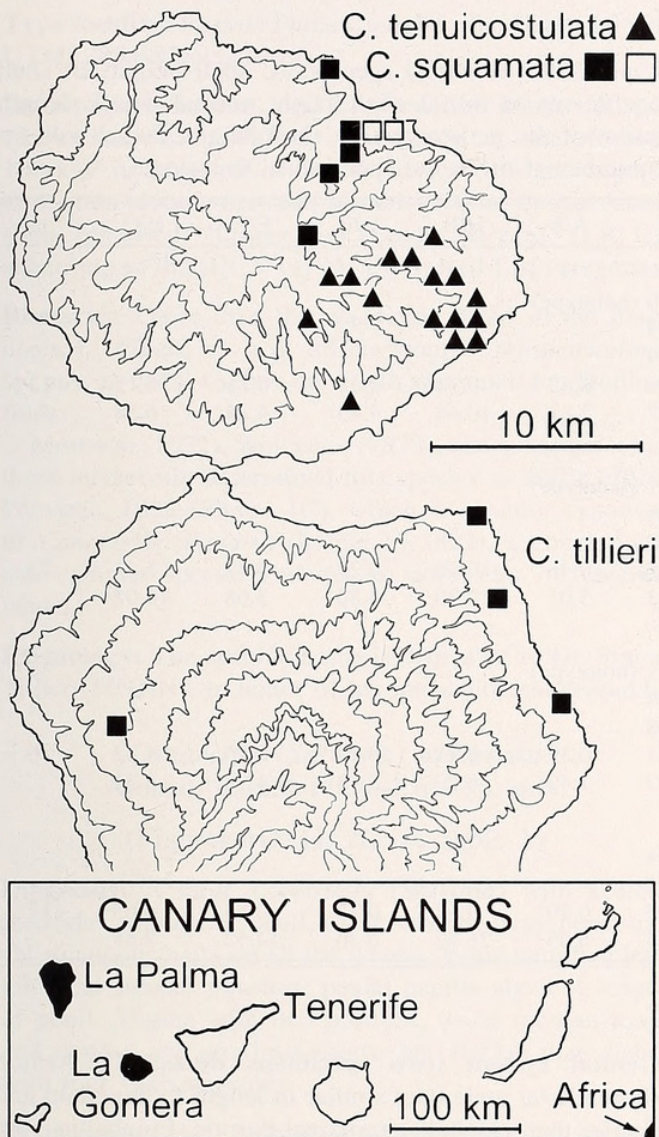 C. tenuicostulata ▲
C. squamata ■ □
10 km
C. tillieri
CANARY ISLANDS
La Palma
Tenerife
La
Gomera
100 km
Africa